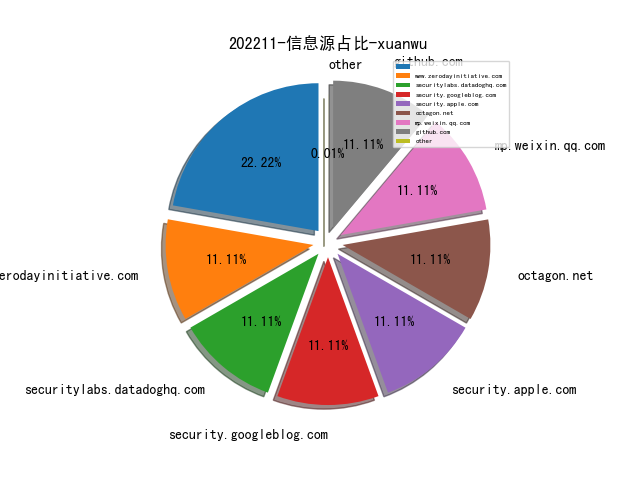 202211-信息源占比-xuanwu
other
github.com
www.zerodayinitiative.com
securitylabs.datadoghq.com
security.googleblog.com
security.apple.com
octagon.net
mp.weixin.qq.com
github.com
other
22.22%
0.01%
11.11%
mp.weixin.qq.com
11.11%
11.11%
11.11%
zerodayinitiative.com
octagon.net
11.11%
11.11%
11.11%
securitylabs.datadoghq.com
security.apple.com
security.googleblog.com